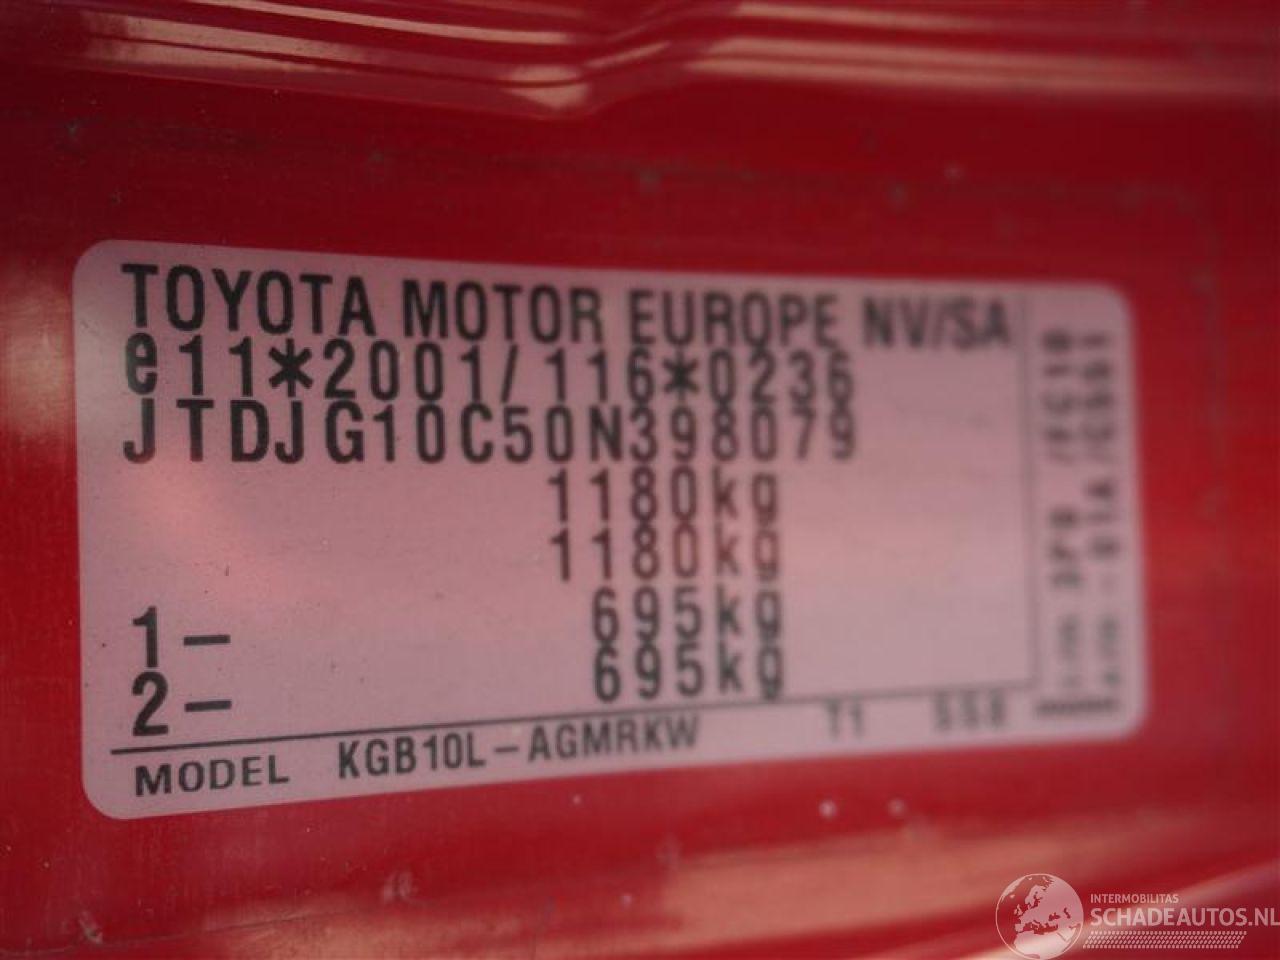 TOYOTA MOTOR EUROPE NV/SA
e11*2001/116*0236
JTDJG10C50N398079
1180kg
1180kg
1- 695kg
2- 695kg
MODEL KGB10L-AGMRKW T1
INTERMOBILITAS
SCHADEAUTOS.NL